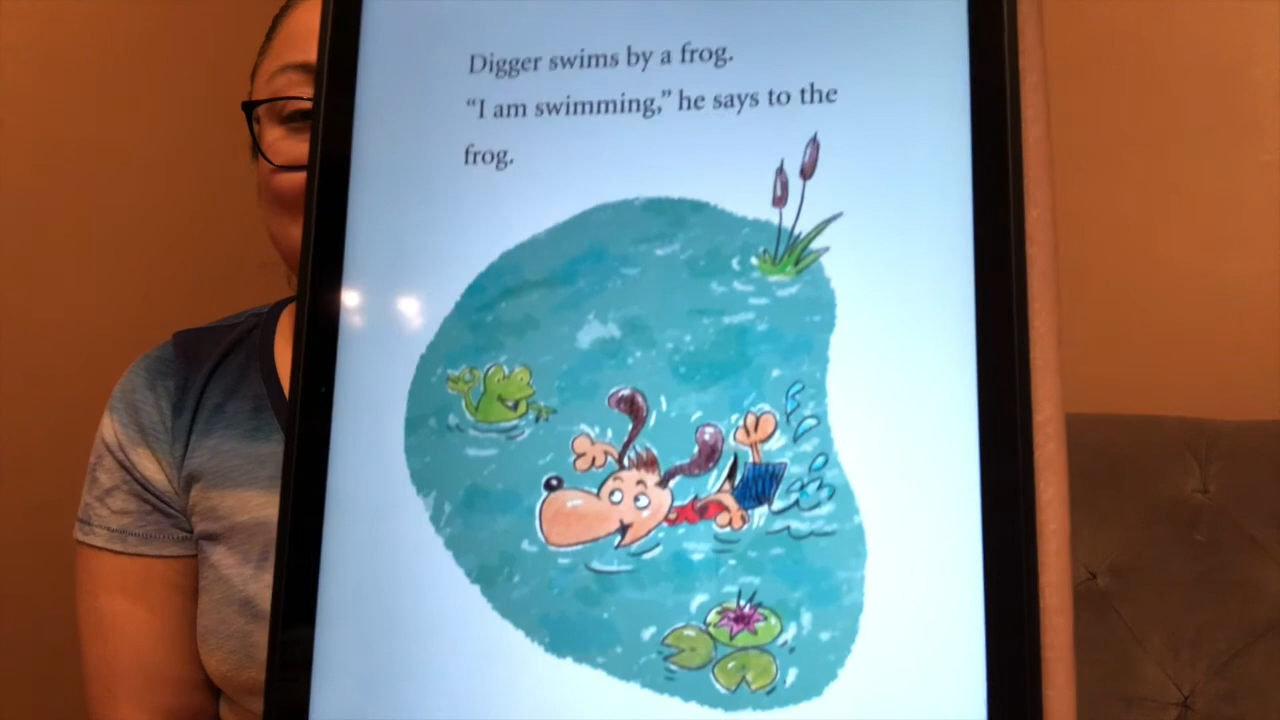 Digger swims by a frog.
“I am swimming,” he says to the
frog.